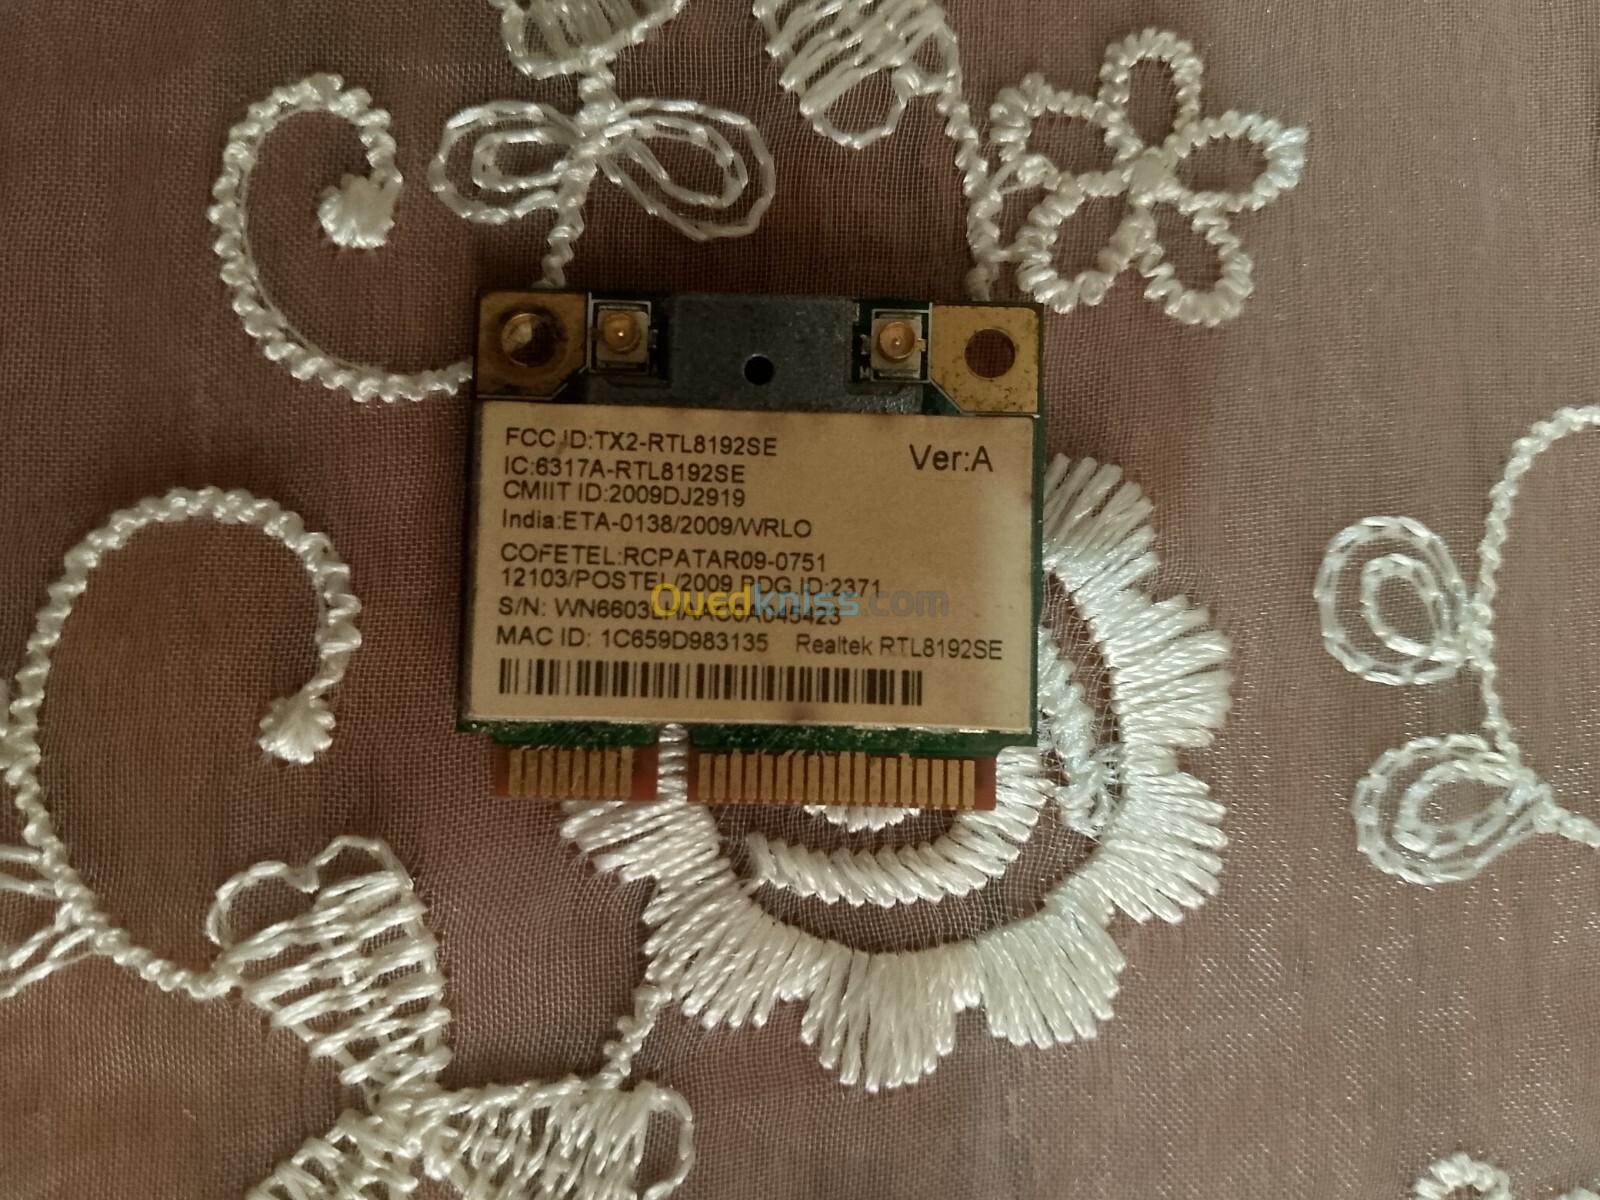 FCC ID:TX2-RTL8192SE
Ver:A
IC:6317A-RTL8192SE
CMIIT ID:2009DJ2919
India:ETA-0138/2009/WRLO
COFETEL:RCPATAR09-0751
12103/POSTEL/2009 PDG ID:2371
Ouedkniss.com
S/N:
MAC ID: 1C659D983135 Realtek RTL8192SE